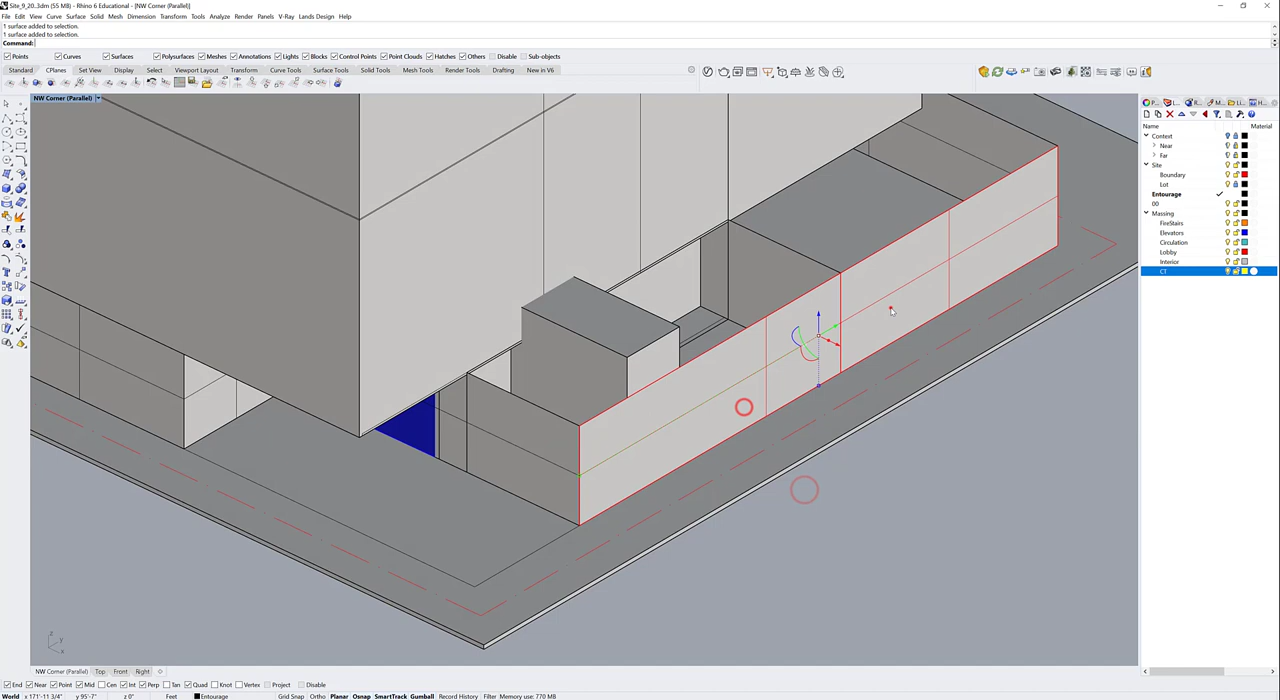 Site_9_20...3dm (55 MB) - Rhino 6 Educational - [NW Corner (Parallel)]
File Edit View Curve Surface Solid Mesh Dimension Transform Tools Analyze Render Panels V-Ray Lands Design Help
1 surface added to selection.
1 surface added to selection.
Command:
Points Curves Surfaces Polysurfaces Meshes Annotations Lights Blocks Control Points Point Clouds Hatches Others Disable Sub-objects
Standard CPlanes Set View Display Select Viewport Layout Transform Curve Tools Surface Tools Solid Tools Mesh Tools Render Tools Drafting New in V6
NW Corner (Parallel)
Name Material
Context
Near
Far
Site
Boundary
Lot
Entourage
00
Massing
FireStairs
Elevators
Circulation
Lobby
Interior
CT
z
y
x
NW Corner (Parallel) Top Front Right
End Near Point Mid Cen Int Perp Tan Quad Knot Vertex Project Disable
World x 171'-11 3/4" y 95'-7" z 0" Feet Entourage Grid Snap Ortho Planar Osnap SmartTrack Gumball Record History Filter Memory use: 770 MB